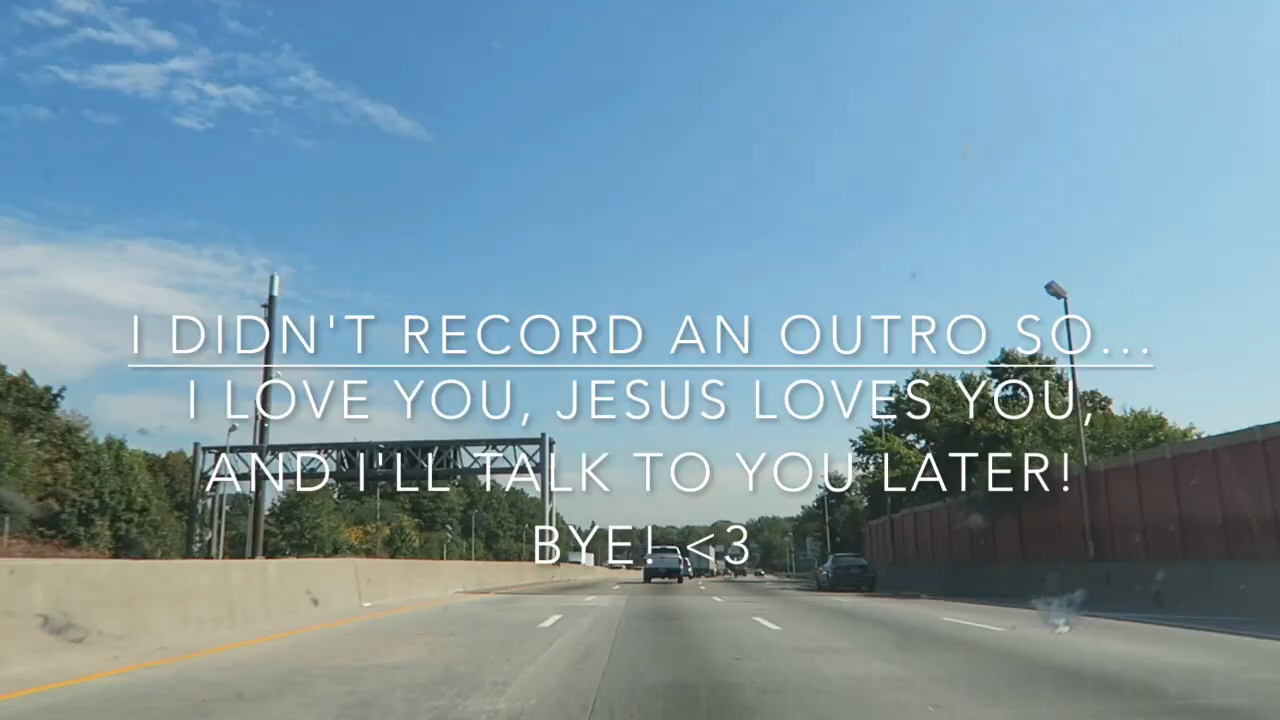 I DIDN'T RECORD AN OUTRO SO...
I LOVE YOU, JESUS LOVES YOU,
AND I'LL TALK TO YOU LATER!
BYE! <3